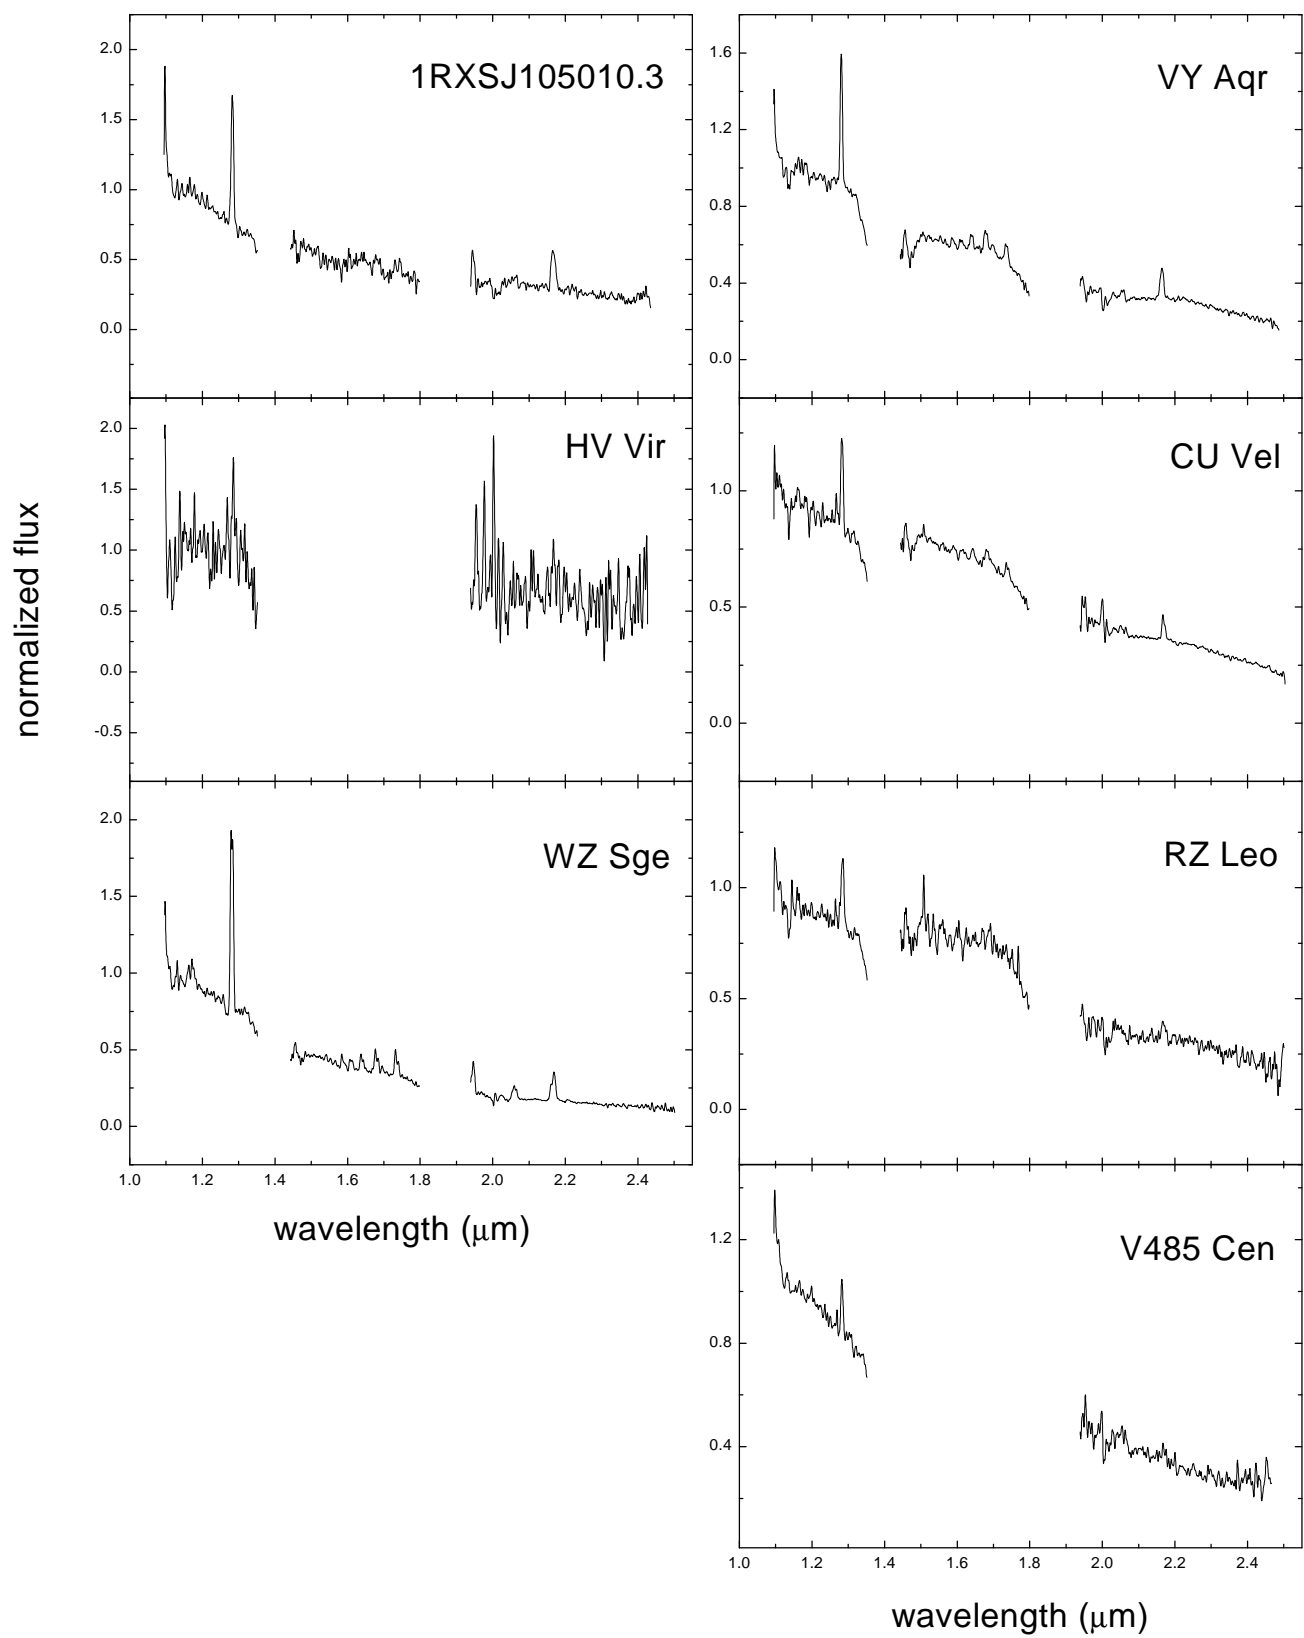 normalized flux
2.0
1.5
1.0
0.5
0.0
1RXSJ105010.3
2.0
1.5
1.0
0.5
0.0
-0.5
HV Vir
2.0
1.5
1.0
0.5
0.0
WZ Sge
1.0 1.2 1.4 1.6 1.8 2.0 2.2 2.4
wavelength (μm)
1.6
1.2
0.8
0.4
0.0
VY Aqr
1.0
0.5
0.0
CU Vel
1.0
0.5
0.0
RZ Leo
1.2
0.8
0.4
V485 Cen
1.0 1.2 1.4 1.6 1.8 2.0 2.2 2.4
wavelength (μm)